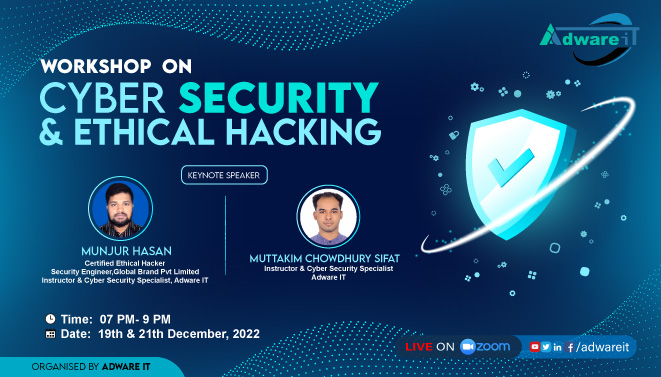 Adware iT
WORKSHOP ON
CYBER SECURITY
& ETHICAL HACKING
KEYNOTE SPEAKER
MUNJUR HASAN
Certified Ethical Hacker
Security Engineer,Global Brand Pvt Limited
Instructor & Cyber Security Specialist, Adware IT
MUTTAKIM CHOWDHURY SIFAT
Instructor & Cyber Security Specialist
Adware IT
Time: 07 PM- 9 PM
Date: 19th & 21th December, 2022
LIVE ON zoom
/adwareit
ORGANISED BY ADWARE IT